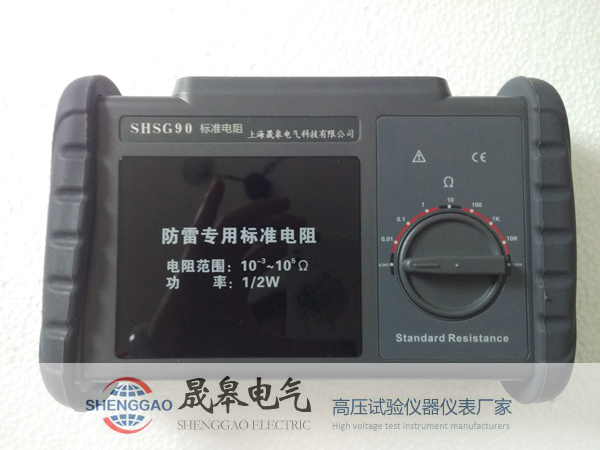 SHSG90 标准电阻 上海晟皋电气科技有限公司
CE
Ω
0.001 0.01 0.1 1 10 100 1K 10K 100K
防雷专用标准电阻
电阻范围：10⁻³~10⁵Ω
功 率：1/2W
Standard Resistance
SHENGGAO 晟皋电气 高压试验仪器仪表厂家
SHENGGAO ELECTRIC High voltage test instrument manufacturers